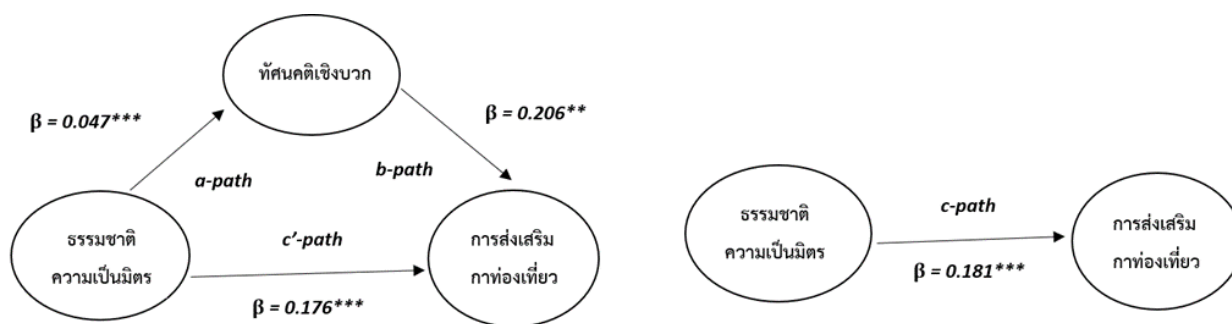 ทัศนคติเชิงบวก
β = 0.047***
β = 0.206**
a-path
b-path
ธรรมชาติ
ความเป็นมิตร
c’-path
β = 0.176***
การส่งเสริม
กาท่องเที่ยว
ธรรมชาติ
ความเป็นมิตร
c-path
β = 0.181***
การส่งเสริม
กาท่องเที่ยว